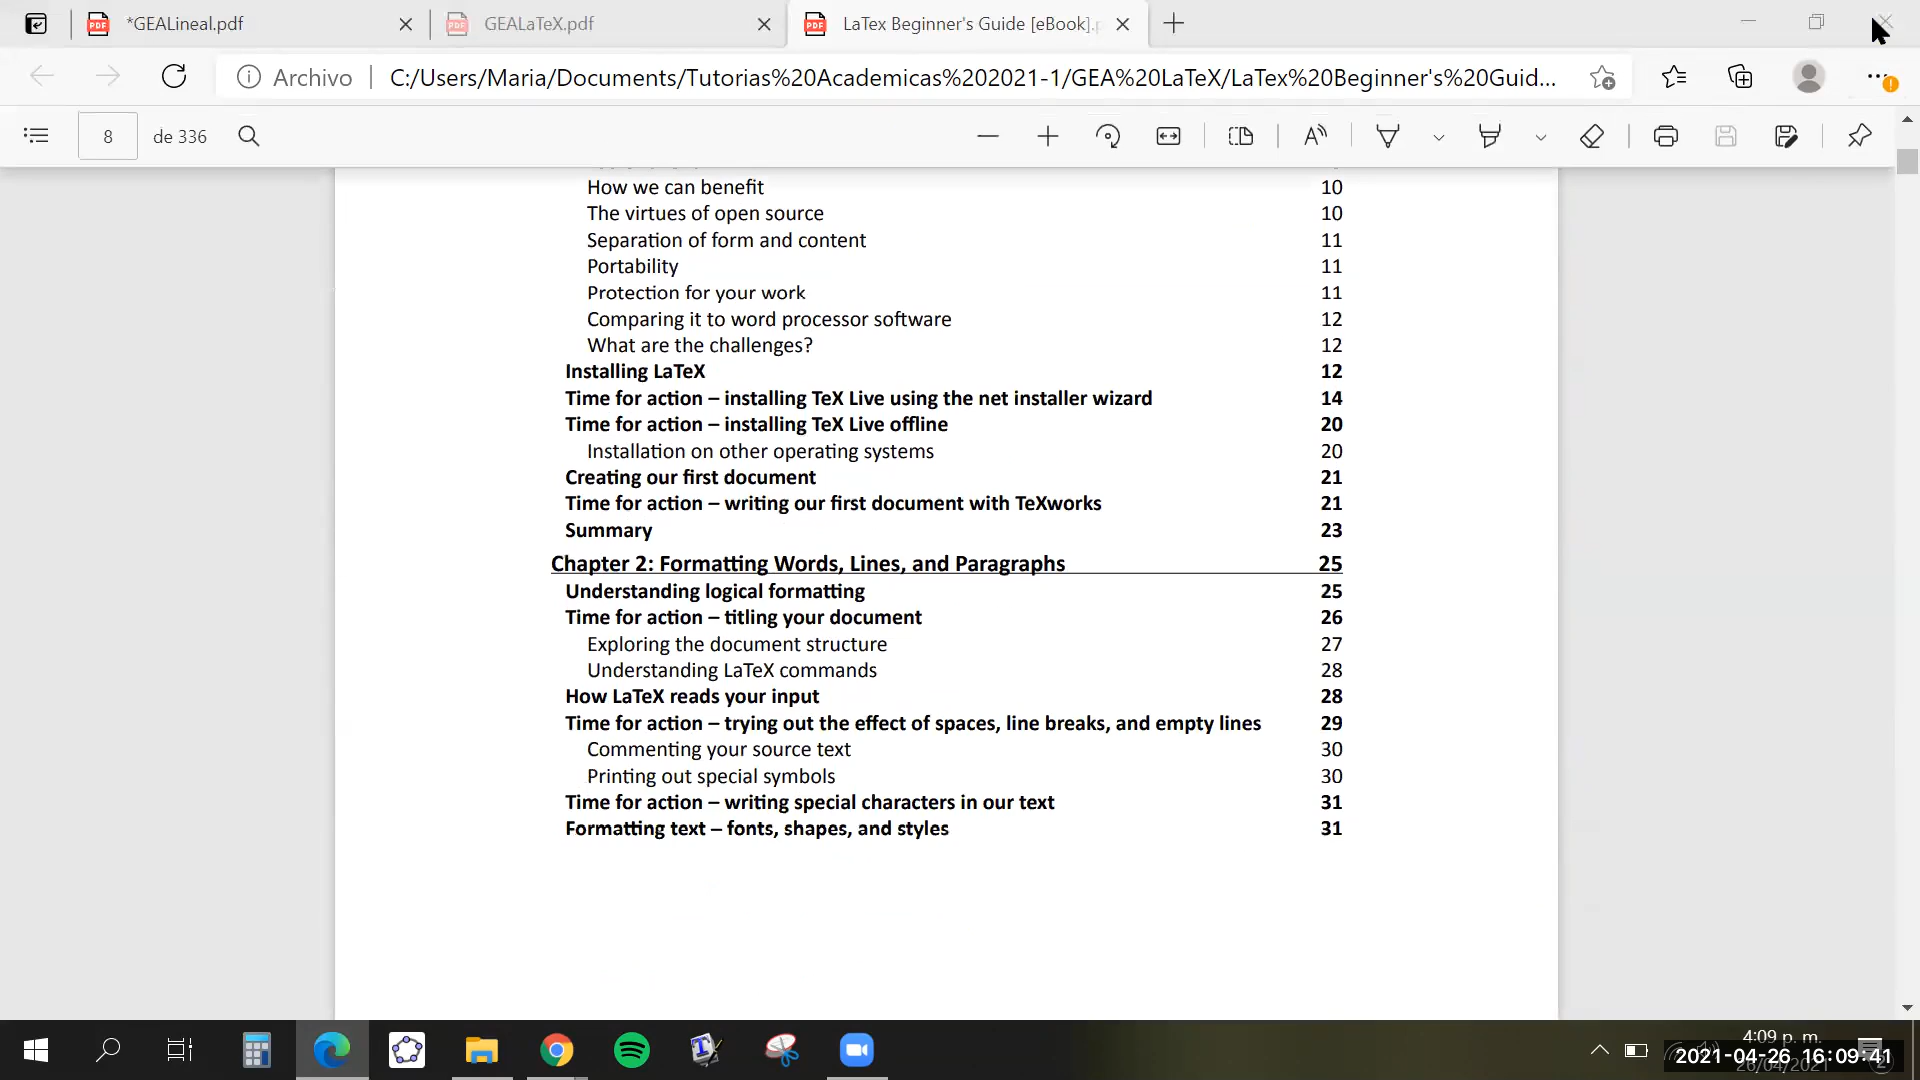 *GEALineal.pdf
GEALaTeX.pdf
LaTex Beginner's Guide [eBook].
Archivo
C:/Users/Maria/Documents/Tutorias%20Academicas%202021-1/GEA%20LaTeX/LaTex%20Beginner's%20Guid...
8 de 336
How we can benefit 10
The virtues of open source 10
Separation of form and content 11
Portability 11
Protection for your work 11
Comparing it to word processor software 12
What are the challenges? 12
Installing LaTeX 12
Time for action – installing TeX Live using the net installer wizard 14
Time for action – installing TeX Live offline 20
Installation on other operating systems 20
Creating our first document 21
Time for action – writing our first document with TeXworks 21
Summary 23
Chapter 2: Formatting Words, Lines, and Paragraphs 25
Understanding logical formatting 25
Time for action – titling your document 26
Exploring the document structure 27
Understanding LaTeX commands 28
How LaTeX reads your input 28
Time for action – trying out the effect of spaces, line breaks, and empty lines 29
Commenting your source text 30
Printing out special symbols 30
Time for action – writing special characters in our text 31
Formatting text – fonts, shapes, and styles 31
4:09 p. m.
2021-04-26 16:09:41
26/04/2021